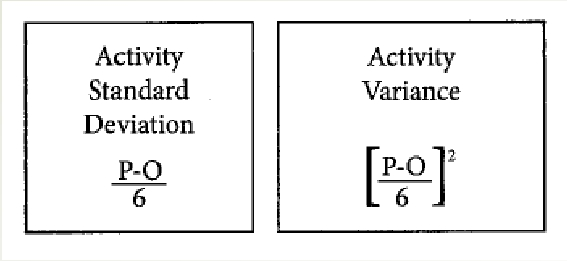 Activity
Standard
Deviation
P-O
6
Activity
Variance
[P-O
6]²